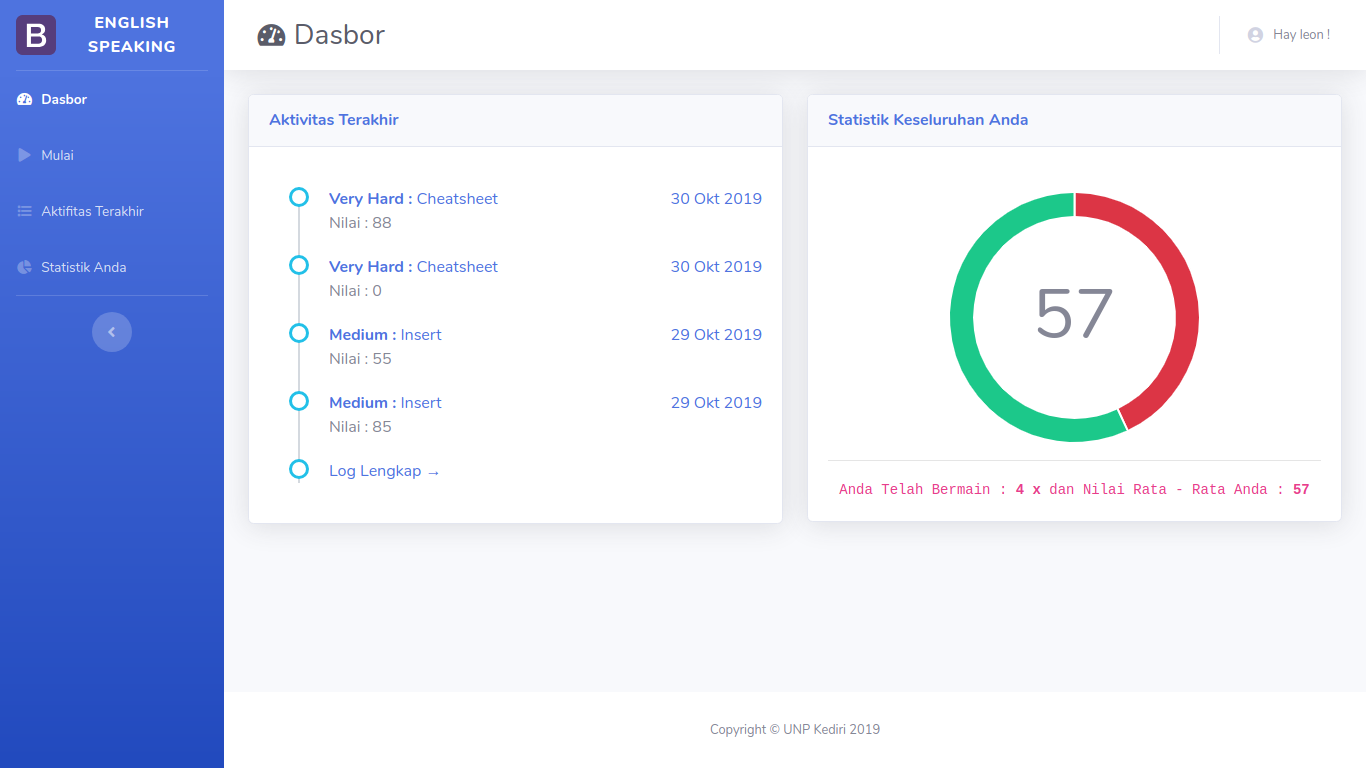 B
ENGLISH
SPEAKING
Dasbor
Mulai
Aktifitas Terakhir
Statistik Anda
Dasbor
Hay leon !
Aktivitas Terakhir
Very Hard : Cheatsheet 30 Okt 2019
Nilai : 88
Very Hard : Cheatsheet 30 Okt 2019
Nilai : 0
Medium : Insert 29 Okt 2019
Nilai : 55
Medium : Insert 29 Okt 2019
Nilai : 85
Log Lengkap →
Statistik Keseluruhan Anda
57
Anda Telah Bermain : 4 x dan Nilai Rata - Rata Anda : 57
Copyright © UNP Kediri 2019